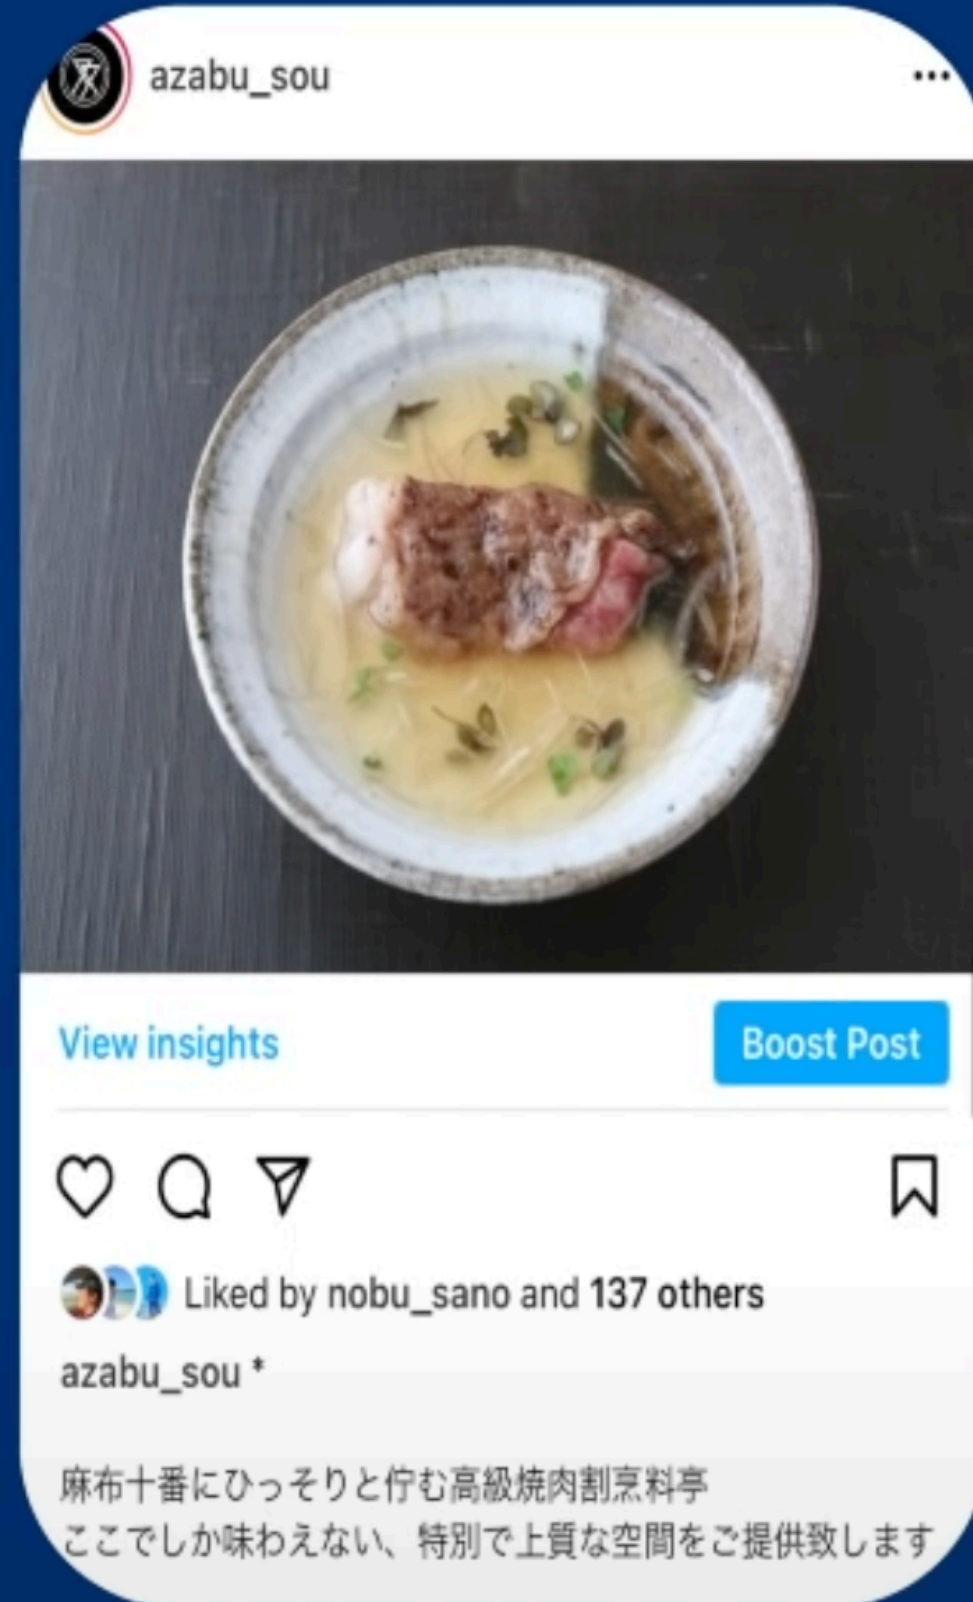 azabu_sou
View insights
Boost Post
Liked by nobu_sano and 137 others
azabu_sou *
麻布十番にひっそりと佇む高級焼肉割烹料亭
ここでしか味わえない、特別で上質な空間をご提供致します